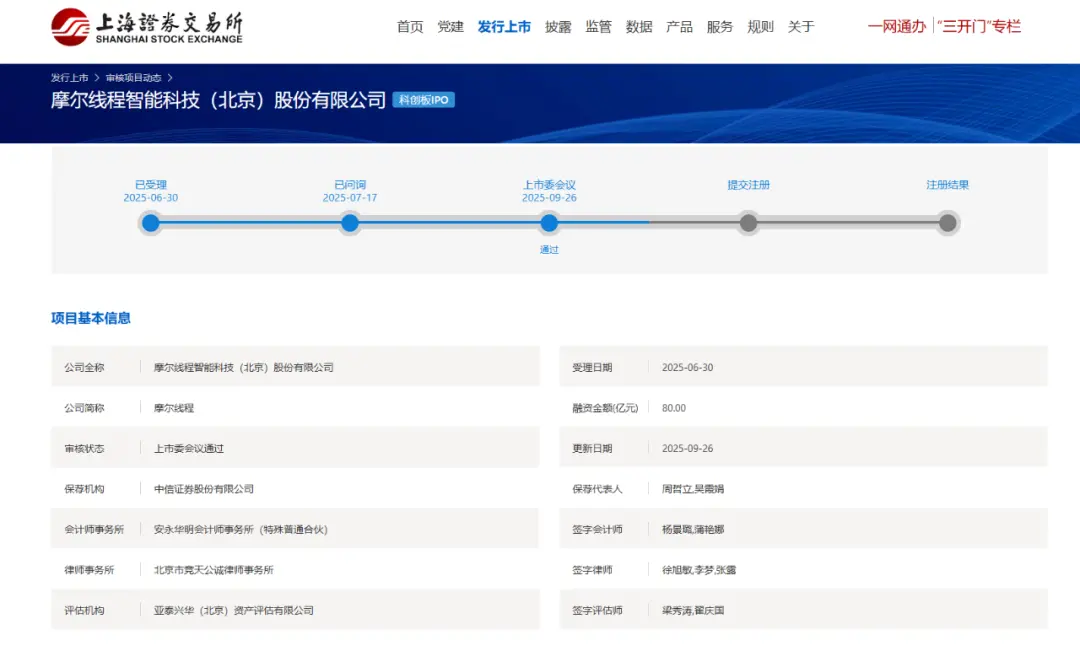 上海證券交易所
SHANGHAI STOCK EXCHANGE
首页 党建 发行上市 披露 监管 数据 产品 服务 规则 关于 一网通办 "三开门"专栏
发行上市 > 审核项目动态 >
摩尔线程智能科技（北京）股份有限公司 科创板IPO
已受理 已问询 上市委会议 提交注册 注册结果
2025-06-30 2025-07-17 2025-09-26
通过
项目基本信息
公司全称 摩尔线程智能科技（北京）股份有限公司 受理日期 2025-06-30
公司简称 摩尔线程 融资金额(亿元) 80.00
审核状态 上市委会议通过 更新日期 2025-09-26
保荐机构 中信证券股份有限公司 保荐代表人 周哲立,吴霞娟
会计师事务所 安永华明会计师事务所（特殊普通合伙） 签字会计师 杨景璐,蒲艳娜
律师事务所 北京市竞天公诚律师事务所 签字律师 徐旭敏,李梦,张露
评估机构 亚泰兴华（北京）资产评估有限公司 签字评估师 梁秀涛,翟庆国